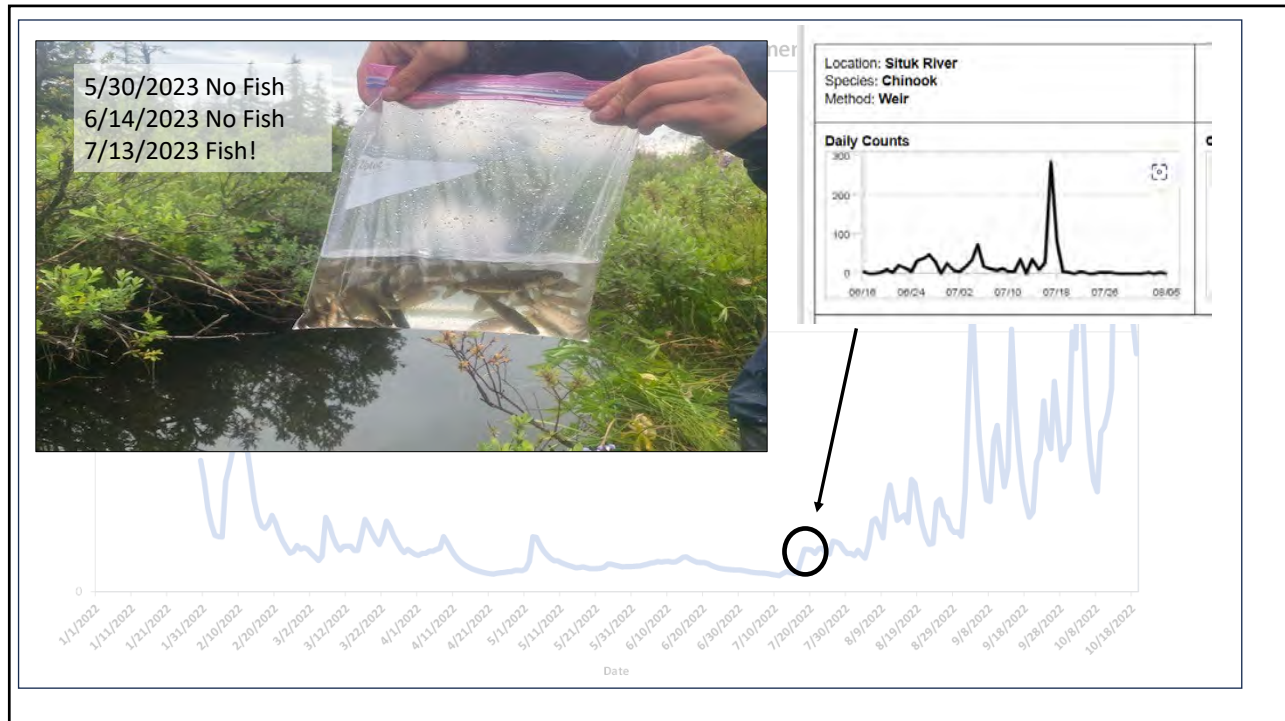 5/30/2023 No Fish
6/14/2023 No Fish
7/13/2023 Fish!
Location: Situk River
Species: Chinook
Method: Weir
Daily Counts
300
200
100
0
06/16 06/24 07/02 07/10 07/18 07/26 08/05
0
1/1/2022 1/11/2022 1/21/2022 1/31/2022 2/10/2022 2/20/2022 3/2/2022 3/12/2022 3/22/2022 4/1/2022 4/11/2022 4/21/2022 5/1/2022 5/11/2022 5/21/2022 5/31/2022 6/10/2022 6/20/2022 6/30/2022 7/10/2022 7/20/2022 7/30/2022 8/9/2022 8/19/2022 8/29/2022 9/8/2022 9/18/2022 9/28/2022 10/8/2022 10/18/2022
Date